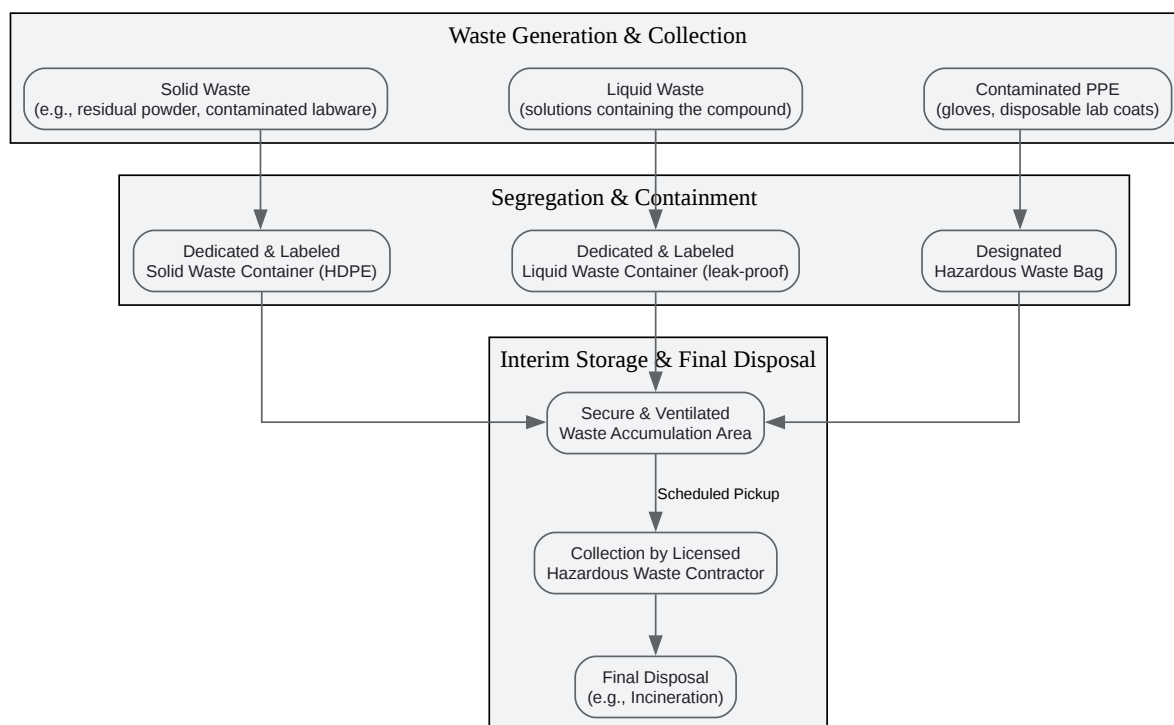 Waste Generation & Collection
Solid Waste
(e.g., residual powder, contaminated labware)
Liquid Waste
(solutions containing the compound)
Contaminated PPE
(gloves, disposable lab coats)
Segregation & Containment
Dedicated & Labeled
Solid Waste Container (HDPE)
Dedicated & Labeled
Liquid Waste Container (leak-proof)
Designated
Hazardous Waste Bag
Interim Storage & Final Disposal
Secure & Ventilated
Waste Accumulation Area
Scheduled Pickup
Collection by Licensed
Hazardous Waste Contractor
Final Disposal
(e.g., Incineration)